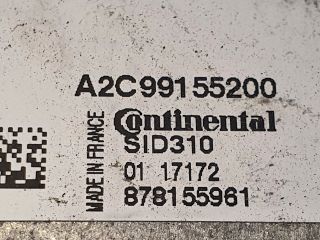 A2C99155200
Continental
SID310
01 17172
878155961
MADE IN FRANCE